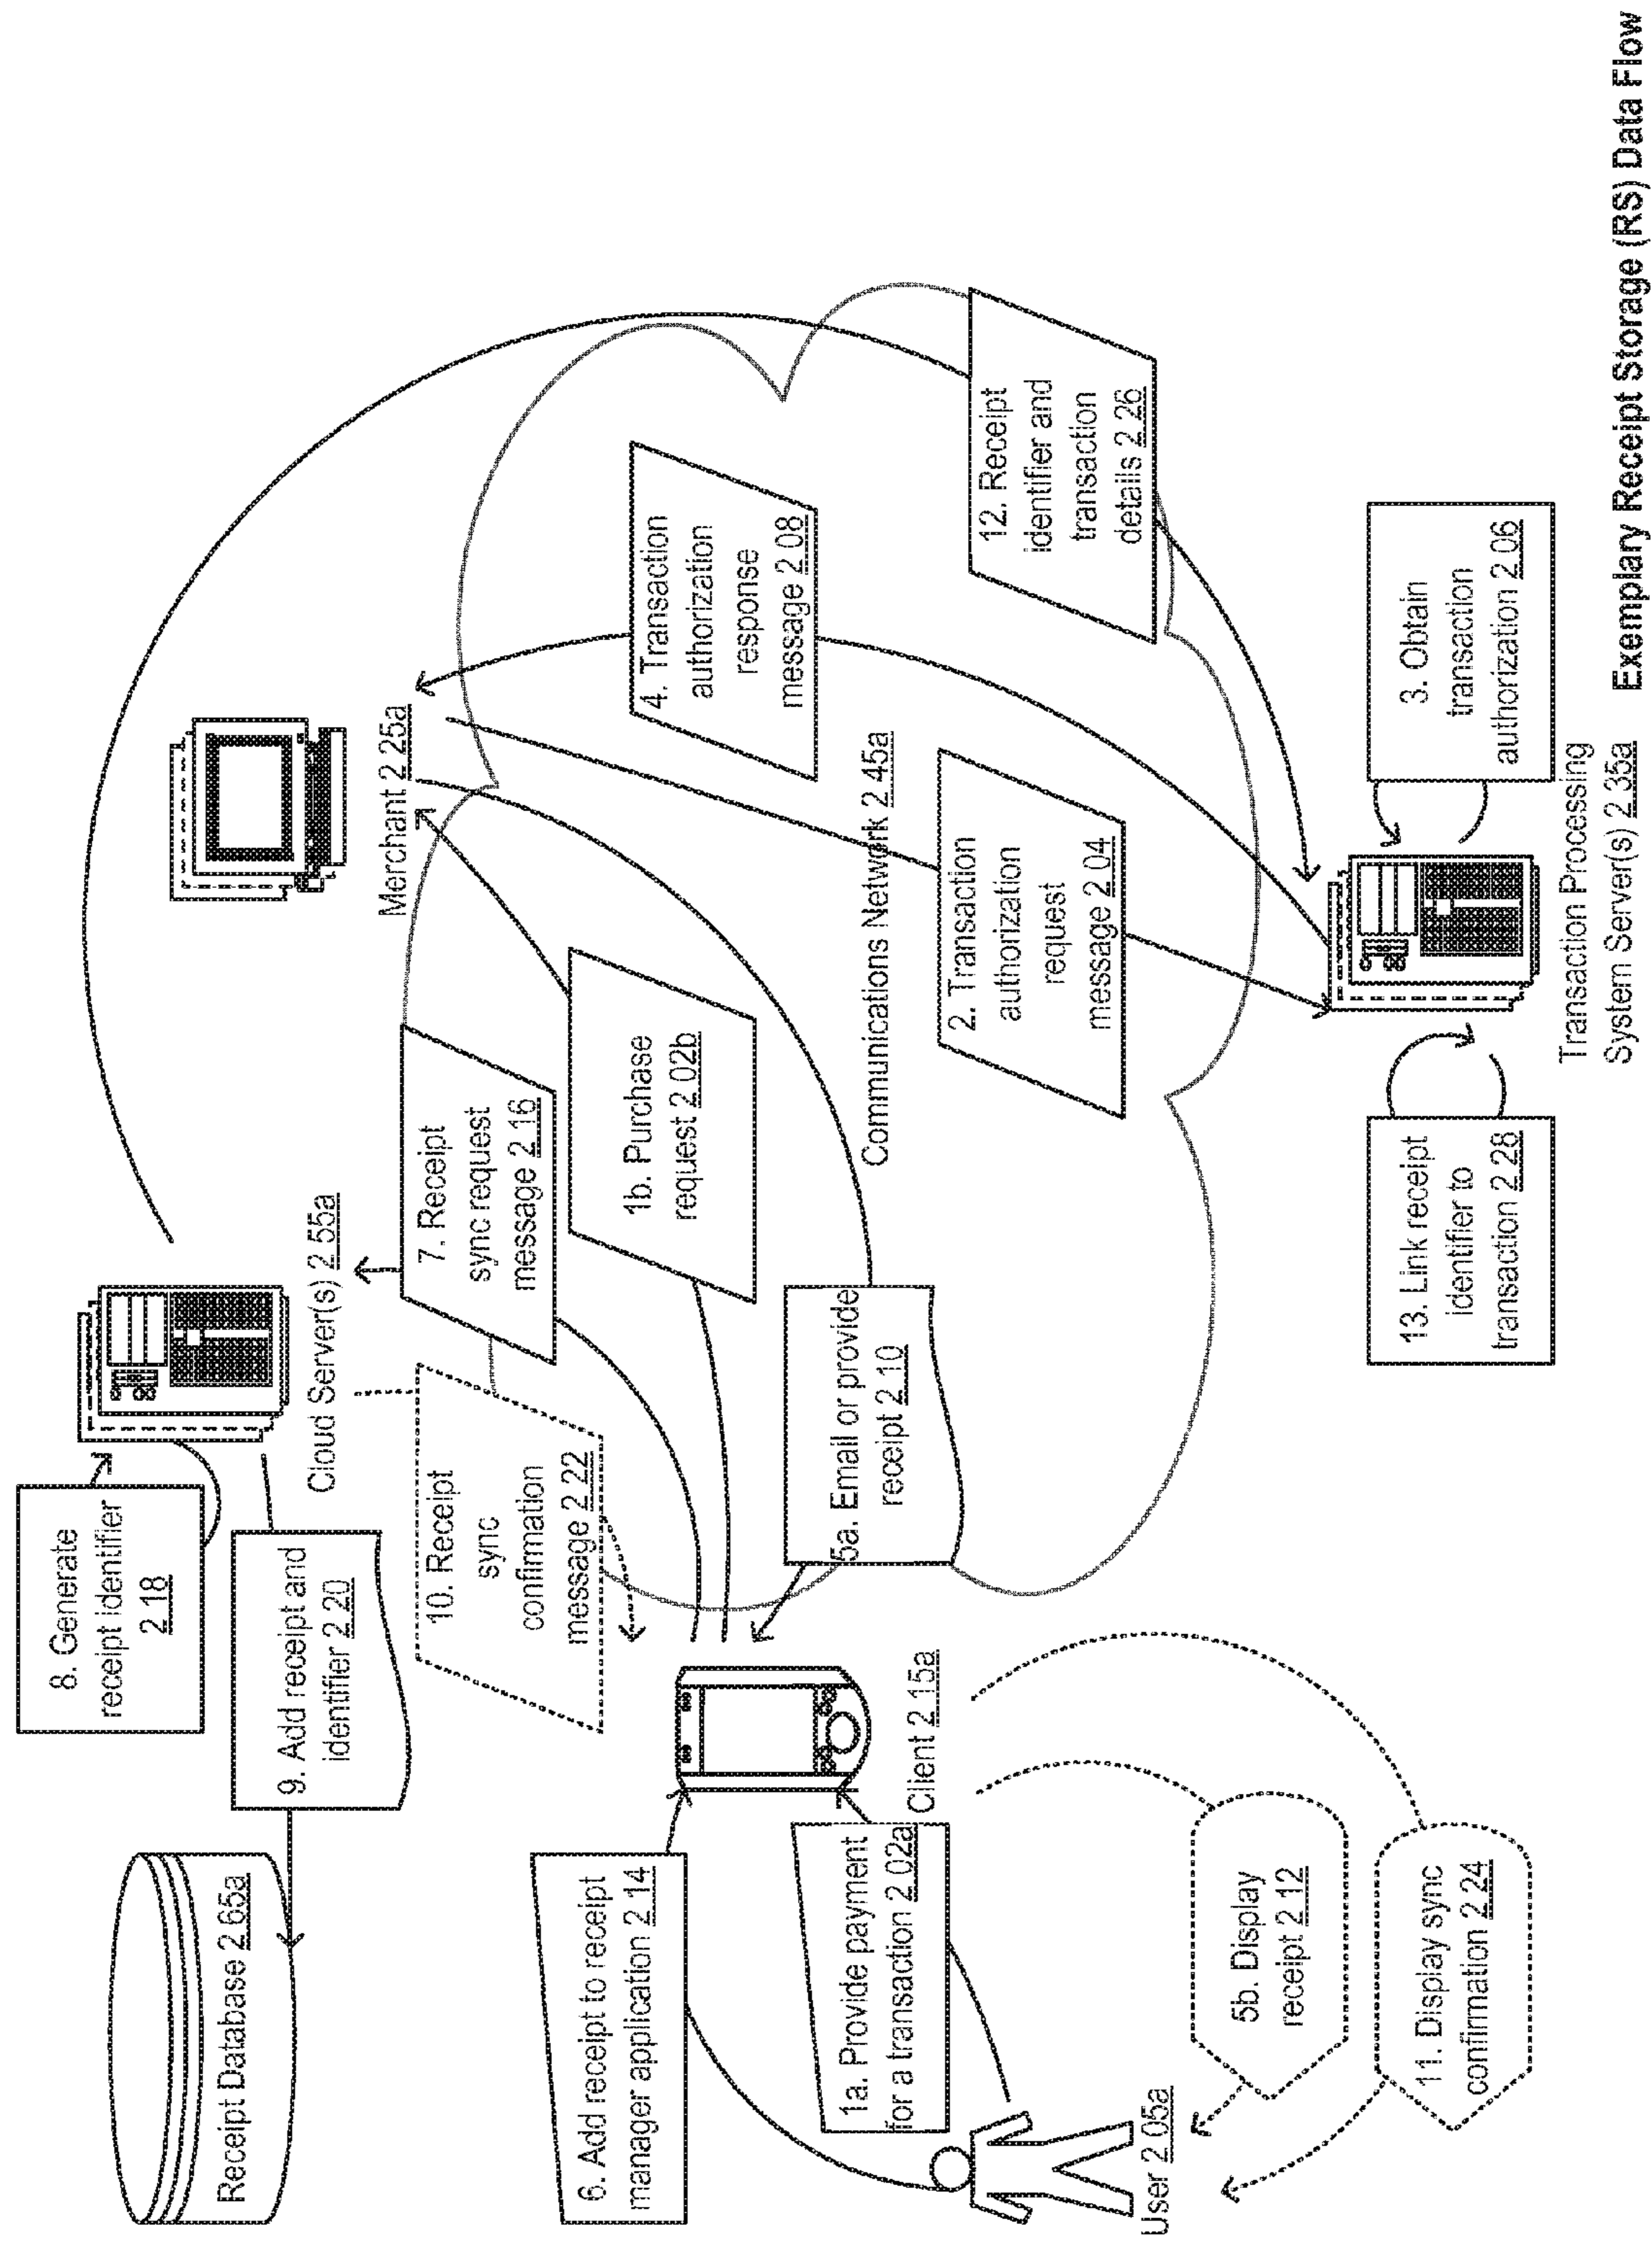 8. Generate
receipt identifier
2 18
9. Add receipt and
identifier 2 20
Receipt Database 2 65a
Cloud Server(s) 2 55a
Merchant 2 25a
10. Receipt
sync
confirmation
message 2 22
7. Receipt
sync request
message 2 16
1b. Purchase
request 2 02b
4. Transaction
authorization
response
message 2 08
6. Add receipt to receipt
manager application 2 14
1a. Provide payment
for a transaction 2 02a
Client 2 15a
5a. Email or provide
receipt 2 10
Communications Network 2 45a
2. Transaction
authorization
request
message 2 04
12. Receipt
identifier and
transaction
details 2 26
User 2 05a
5b. Display
receipt 2 12
11. Display sync
confirmation 2 24
13. Link receipt
identifier to
transaction 2 28
3. Obtain
transaction
authorization 2 06
Transaction Processing
System Server(s) 2 35a
Exemplary Receipt Storage (RS) Data Flow